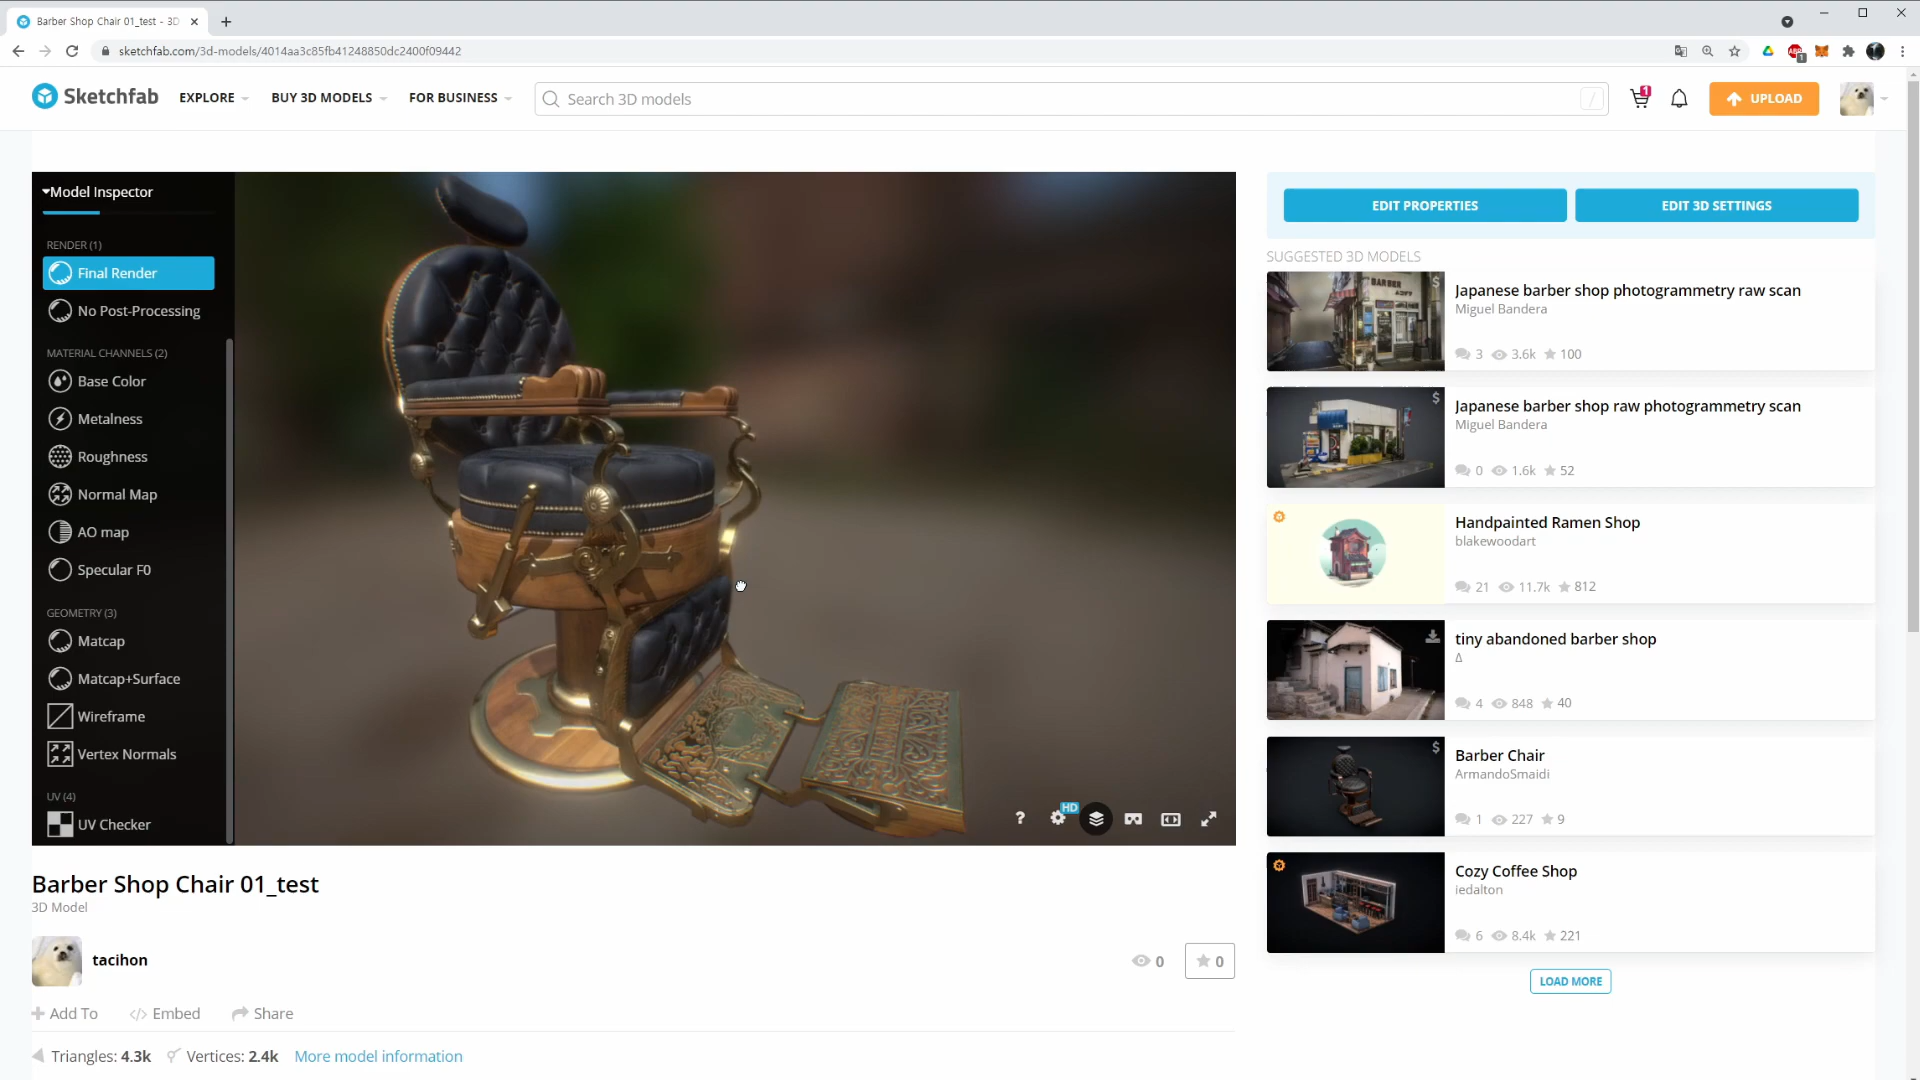 Barber Shop Chair 01_test - 3D
sketchfab.com/3d-models/4014aa3c85fb41248850dc2400f09442
ABP
1
Sketchfab
EXPLORE
BUY 3D MODELS
FOR BUSINESS
Search 3D models
/
1
UPLOAD
Model Inspector
RENDER (1)
Final Render
No Post-Processing
MATERIAL CHANNELS (2)
Base Color
Metalness
Roughness
Normal Map
AO map
Specular F0
GEOMETRY (3)
Matcap
Matcap+Surface
Wireframe
Vertex Normals
UV (4)
UV Checker
?
HD
EDIT PROPERTIES
EDIT 3D SETTINGS
SUGGESTED 3D MODELS
BARBER
$
Japanese barber shop photogrammetry raw scan
Miguel Bandera
3 3.6k 100
$
Japanese barber shop raw photogrammetry scan
Miguel Bandera
0 1.6k 52
Handpainted Ramen Shop
blakewoodart
21 11.7k 812
tiny abandoned barber shop
Δ
4 848 40
$
Barber Chair
ArmandoSmaidi
1 227 9
Cozy Coffee Shop
iedalton
6 8.4k 221
LOAD MORE
Barber Shop Chair 01_test
3D Model
tacihon
0
0
Add To
</> Embed
Share
Triangles: 4.3k
Vertices: 2.4k
More model information